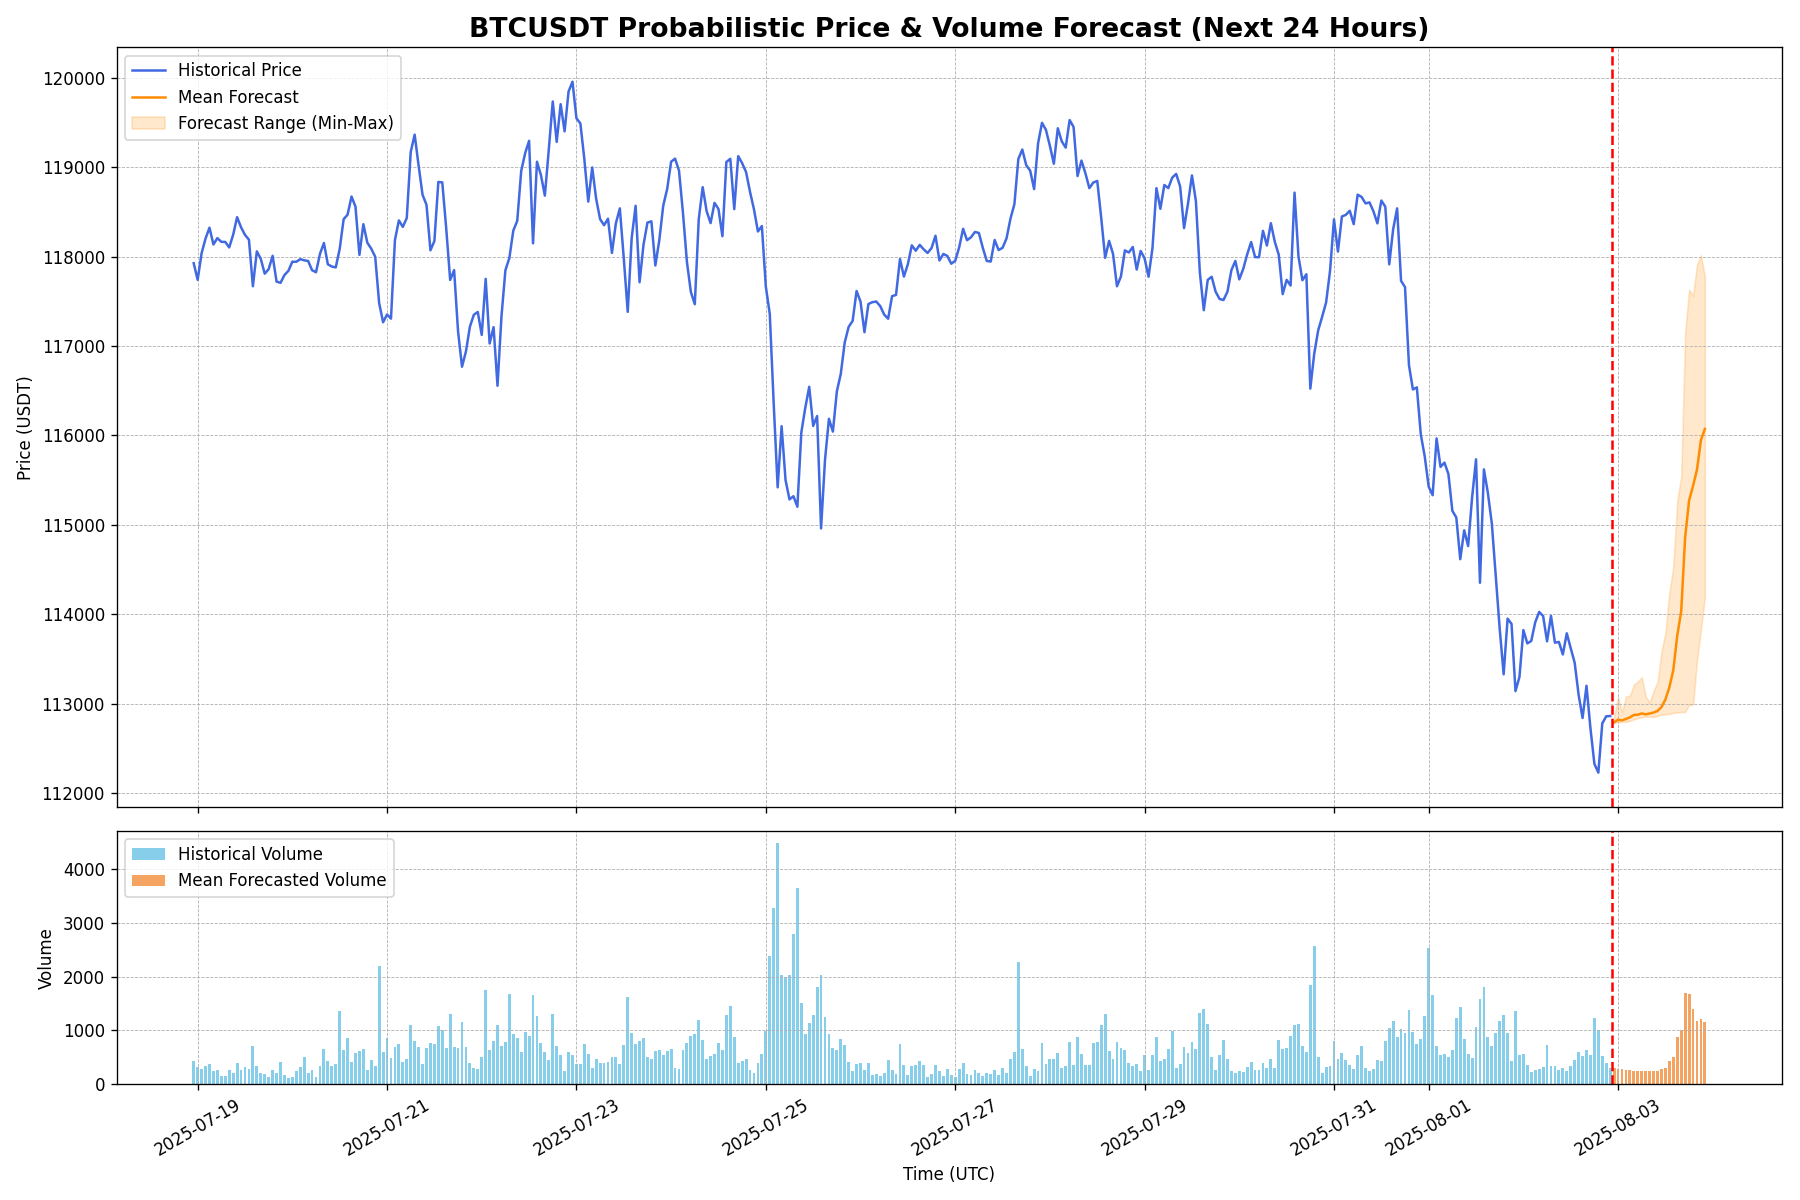 BTCUSDT Probabilistic Price & Volume Forecast (Next 24 Hours)
Historical Price
Mean Forecast
Forecast Range (Min-Max)
120000
119000
118000
117000
116000
115000
114000
113000
112000
Price (USDT)
Historical Volume
Mean Forecasted Volume
4000
3000
2000
1000
0
Volume
2025-07-19
2025-07-21
2025-07-23
2025-07-25
2025-07-27
2025-07-29
2025-07-31
2025-08-01
2025-08-03
Time (UTC)